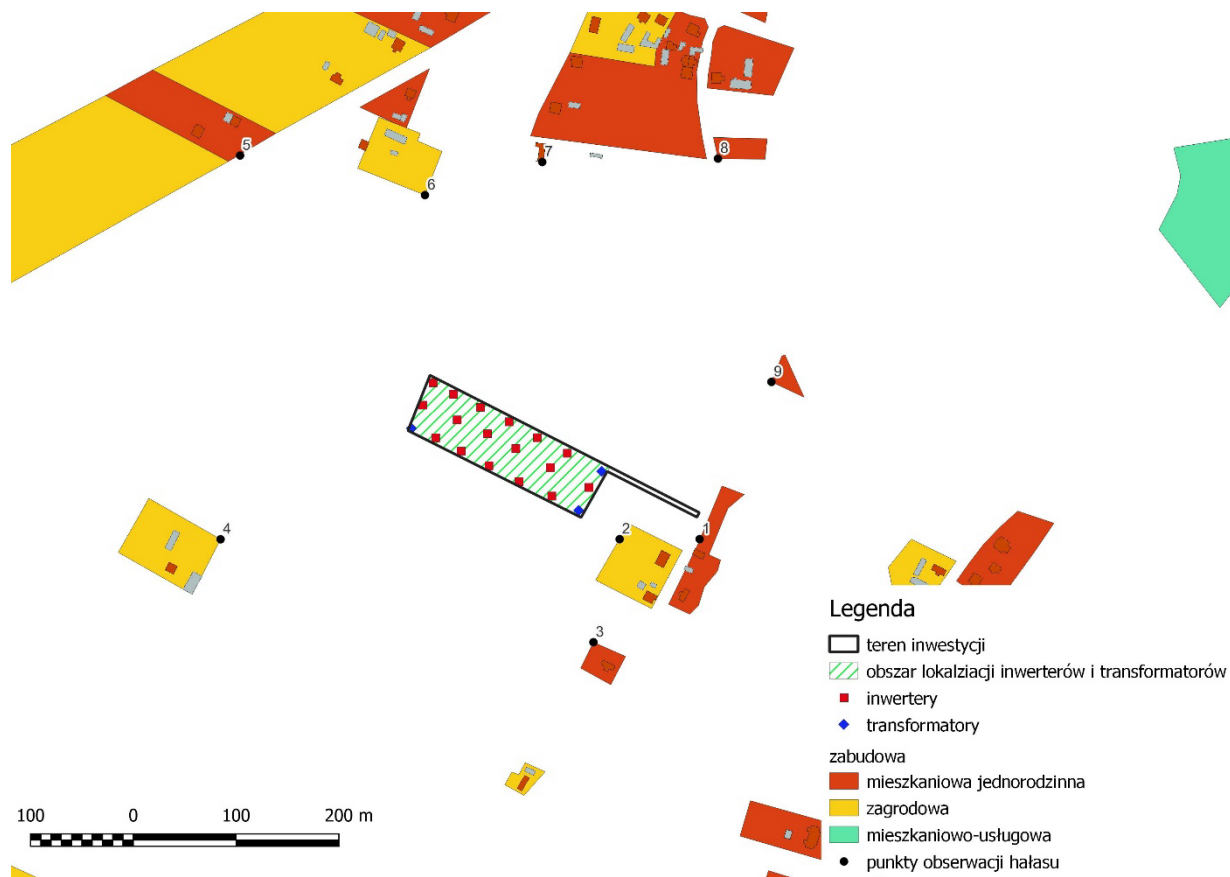 5
6
7
8
9
4
2
1
3
Legenda
teren inwestycji
obszar lokalziacji inwerterów i transformatorów
inwertery
transformatory
zabudowa
mieszkaniowa jednorodzinna
zagrodowa
mieszkaniowo-usługowa
punkty obserwacji hałasu
100 0 100 200 m